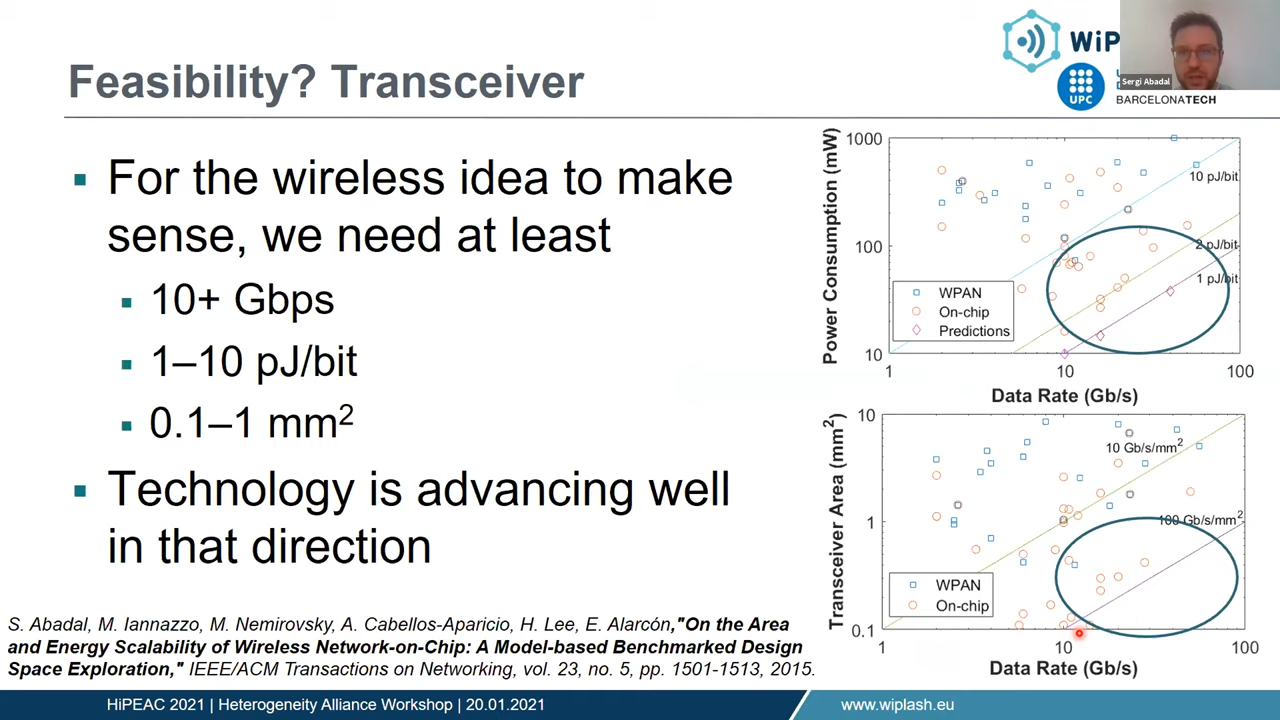 WiP
UPC
BARCELONATECH
Sergi Abadal
Feasibility? Transceiver
▪ For the wireless idea to make
sense, we need at least
▪ 10+ Gbps
▪ 1–10 pJ/bit
▪ 0.1–1 mm²
▪ Technology is advancing well
in that direction
Power Consumption (mW)
1000
100
10
10 pJ/bit
2 pJ/bit
1 pJ/bit
WPAN
On-chip
Predictions
1 10 100
Data Rate (Gb/s)
Transceiver Area (mm²)
10
1
0.1
10 Gb/s/mm²
100 Gb/s/mm²
WPAN
On-chip
1 10 100
Data Rate (Gb/s)
S. Abadal, M. Iannazzo, M. Nemirovsky, A. Cabellos-Aparicio, H. Lee, E. Alarcón,"On the Area
and Energy Scalability of Wireless Network-on-Chip: A Model-based Benchmarked Design
Space Exploration," IEEE/ACM Transactions on Networking, vol. 23, no. 5, pp. 1501-1513, 2015.
HiPEAC 2021 | Heterogeneity Alliance Workshop | 20.01.2021
www.wiplash.eu